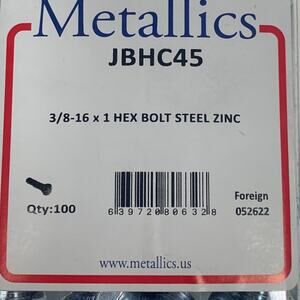 Metallics
JBHC45
3/8-16 x 1 HEX BOLT STEEL ZINC
Qty:100
639720806328
Foreign
052622
www.metallics.us